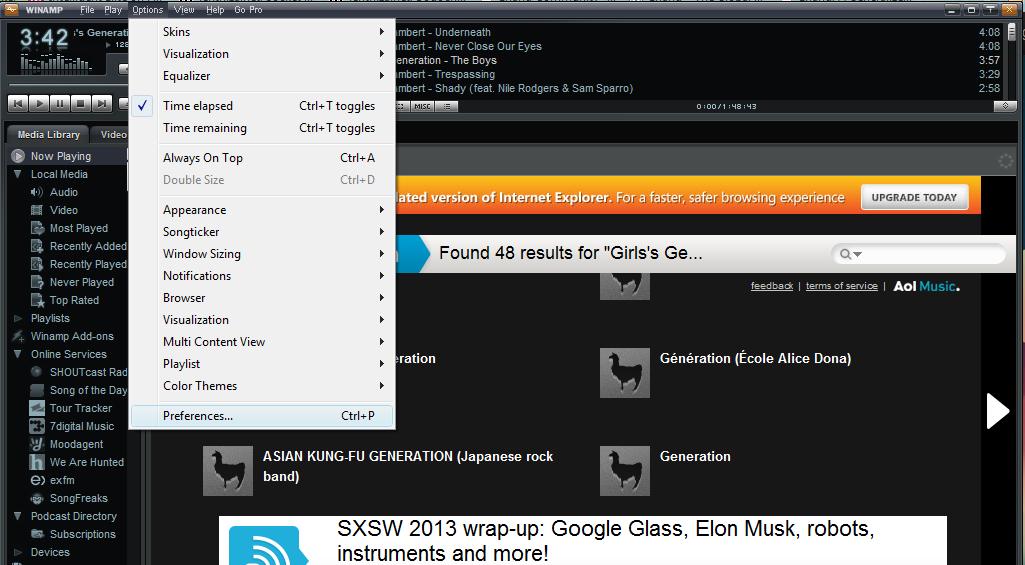 WINAMP File Play Options View Help Go Pro
3:42
's Generati
128
mbert - Underneath 4:08
mbert - Never Close Our Eyes 4:08
eneration - The Boys 3:57
mbert - Trespassing 3:29
mbert - Shady (feat. Nile Rodgers & Sam Sparro) 2:58
MISC 0:00/1:48:43
Skins
Visualization
Equalizer
Time elapsed Ctrl+T toggles
Time remaining Ctrl+T toggles
Always On Top Ctrl+A
Double Size Ctrl+D
Appearance
Songticker
Window Sizing
Notifications
Browser
Visualization
Multi Content View
Playlist
Color Themes
Preferences... Ctrl+P
Media Library Video
Now Playing
Local Media
Audio
Video
Most Played
Recently Added
Recently Played
Never Played
Top Rated
Playlists
Winamp Add-ons
Online Services
SHOUTcast Rad
Song of the Day
Tour Tracker
7digital Music
Moodagent
We Are Hunted
exfm
SongFreaks
Podcast Directory
Subscriptions
Devices
lated version of Internet Explorer. For a faster, safer browsing experience UPGRADE TODAY
Found 48 results for "Girls's Ge...
feedback | terms of service | Aol Music.
eration
Génération (École Alice Dona)
ASIAN KUNG-FU GENERATION (Japanese rock
band)
Generation
SXSW 2013 wrap-up: Google Glass, Elon Musk, robots,
instruments and more!